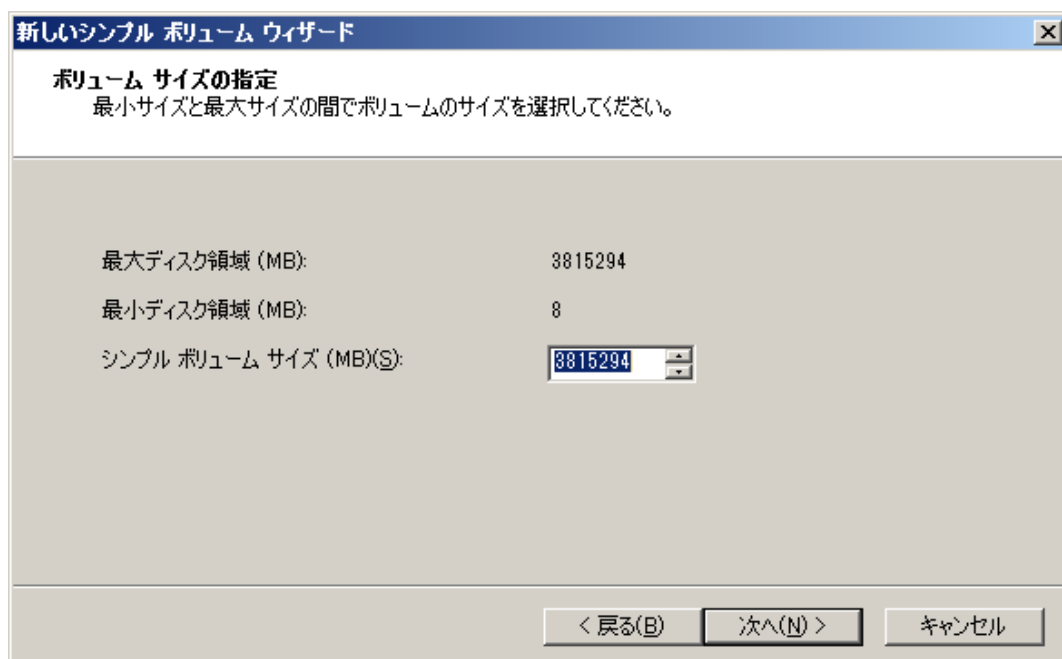 新しいシンプル ボリューム ウィザード
ボリューム サイズの指定
最小サイズと最大サイズの間でボリュームのサイズを選択してください。
最大ディスク領域 (MB): 3815294
最小ディスク領域 (MB): 8
シンプル ボリューム サイズ (MB)(S): 3815294
< 戻る(B) 次へ(N) > キャンセル